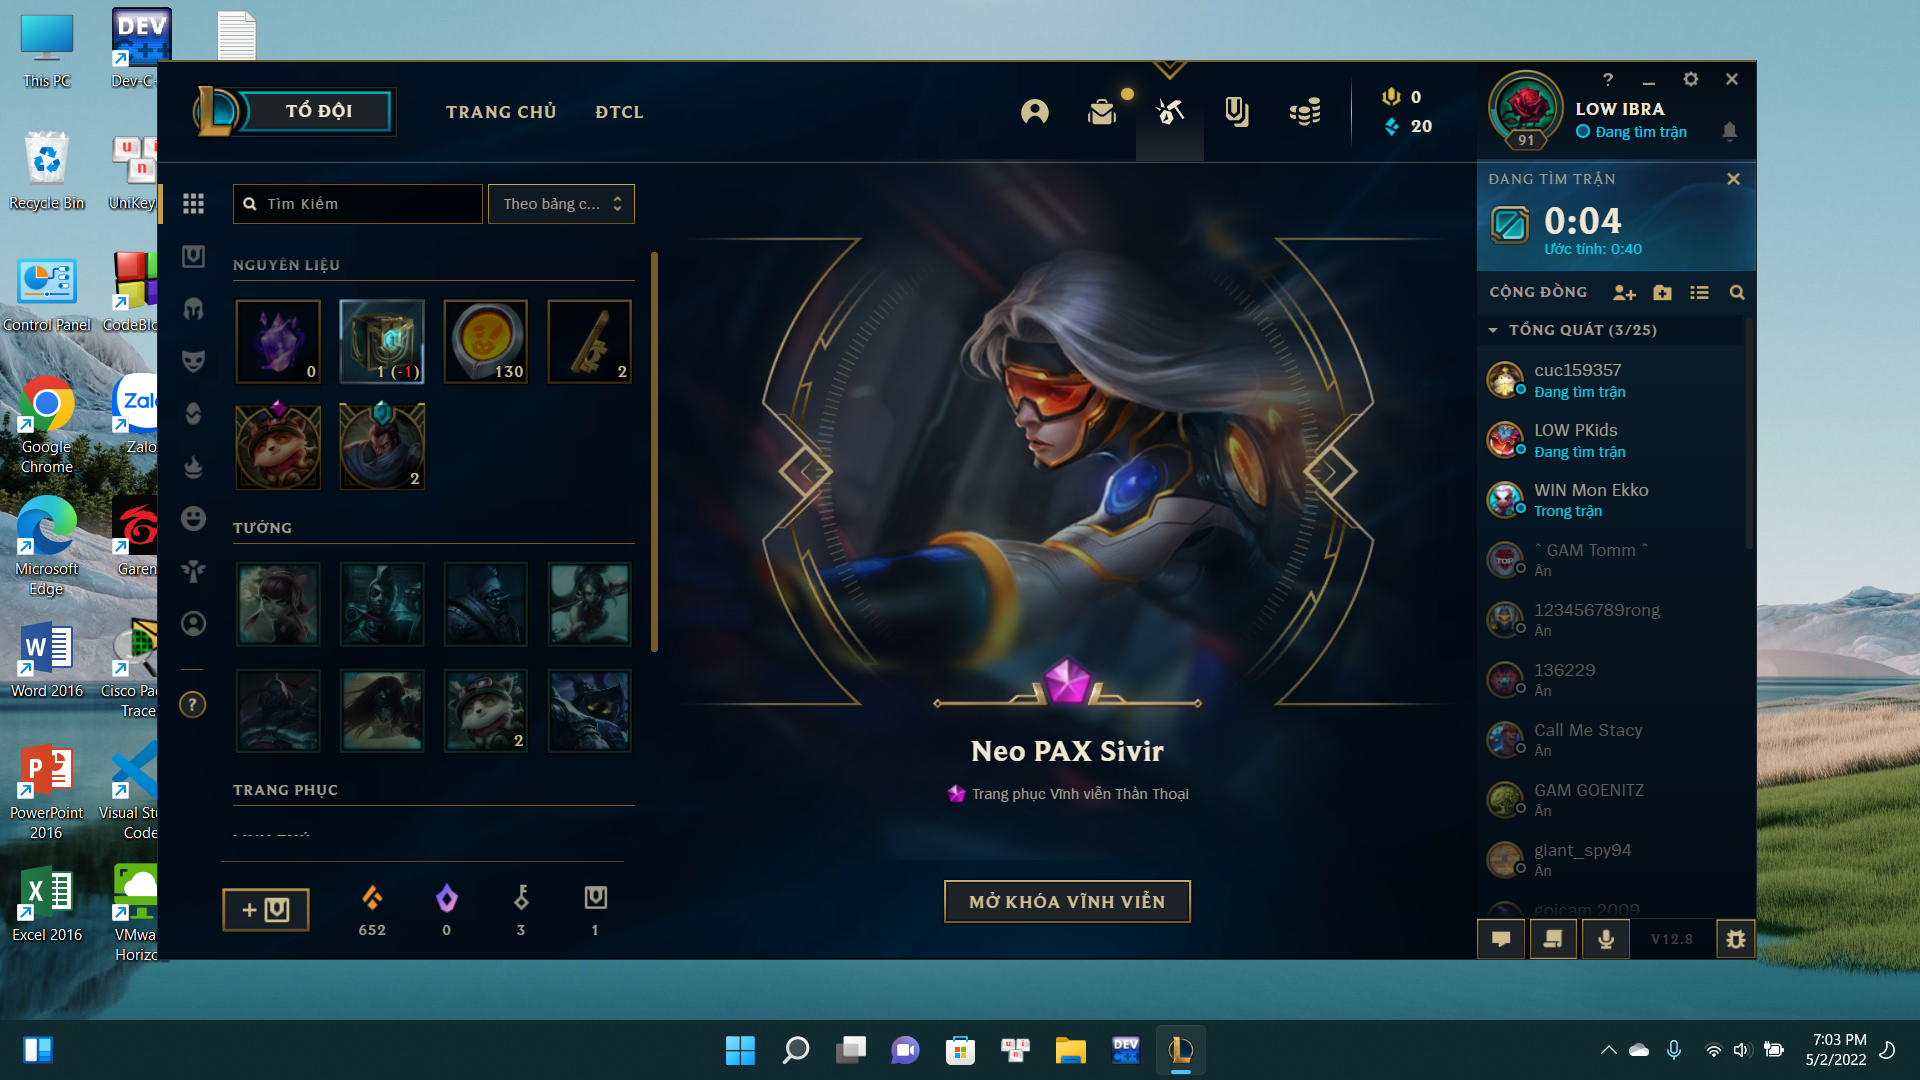 This PC
Dev-C-
Recycle Bin
UniKey
Control Panel
CodeBlo
Google
Chrome
Zalo
Microsoft
Edge
Garen
Word 2016
Cisco Pac
Trace
PowerPoint
2016
Visual Stu
Code
Excel 2016
VMwa
Horizo
TỔ ĐỘI
TRANG CHỦ
ĐTCL
0
20
?
91
LOW IBRA
Đang tìm trận
Tìm Kiếm
Theo bảng c...
NGUYÊN LIỆU
0
1 (-1)
130
2
2
TƯỚNG
2
TRANG PHỤC
?
652
0
3
1
Neo PAX Sivir
Trang phục Vĩnh viễn Thần Thoại
MỞ KHÓA VĨNH VIỄN
ĐANG TÌM TRẬN
0:04
Ước tính: 0:40
CỘNG ĐỒNG
TỔNG QUÁT (3/25)
cuc159357
Đang tìm trận
LOW PKids
Đang tìm trận
WIN Mon Ekko
Trong trận
ˆ GAM Tomm ˆ
Ẩn
123456789rong
Ẩn
136229
Ẩn
Call Me Stacy
Ẩn
GAM GOENITZ
Ẩn
giant_spy94
Ẩn
goicam 2009
V12.8
7:03 PM
5/2/2022